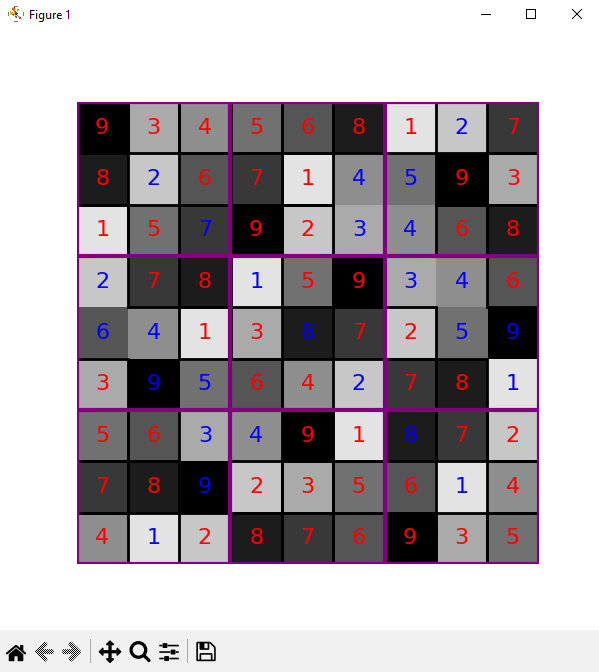 Figure 1
9 3 4 5 6 8 1 2 7
8 2 6 7 1 4 5 9 3
1 5 7 9 2 3 4 6 8
2 7 8 1 5 9 3 4 6
6 4 1 3 8 7 2 5 9
3 9 5 6 4 2 7 8 1
5 6 3 4 9 1 8 7 2
7 8 9 2 3 5 6 1 4
4 1 2 8 7 6 9 3 5